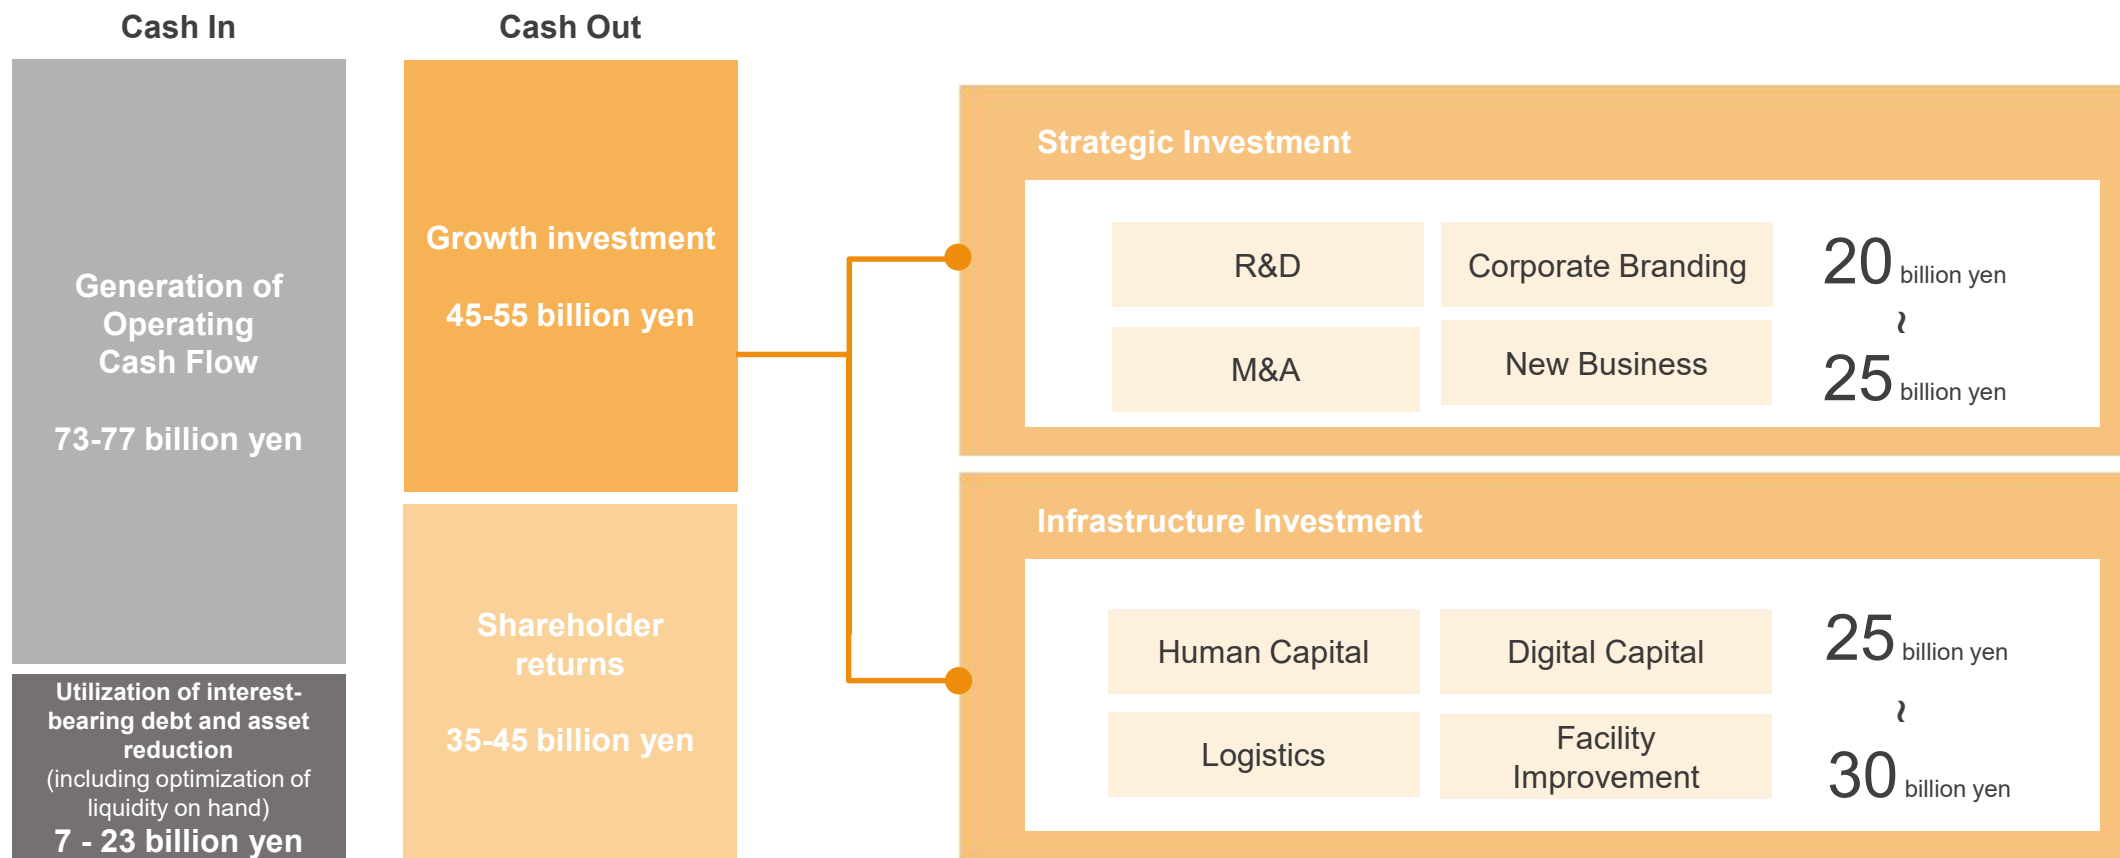 Cash In
Generation of
Operating
Cash Flow
73-77 billion yen
Utilization of interest-
bearing debt and asset
reduction
(including optimization of
liquidity on hand)
7 - 23 billion yen
Cash Out
Growth investment
45-55 billion yen
Shareholder
returns
35-45 billion yen
Strategic Investment
R&D
Corporate Branding
M&A
New Business
20 billion yen
~
25 billion yen
Infrastructure Investment
Human Capital
Digital Capital
Logistics
Facility
Improvement
25 billion yen
~
30 billion yen